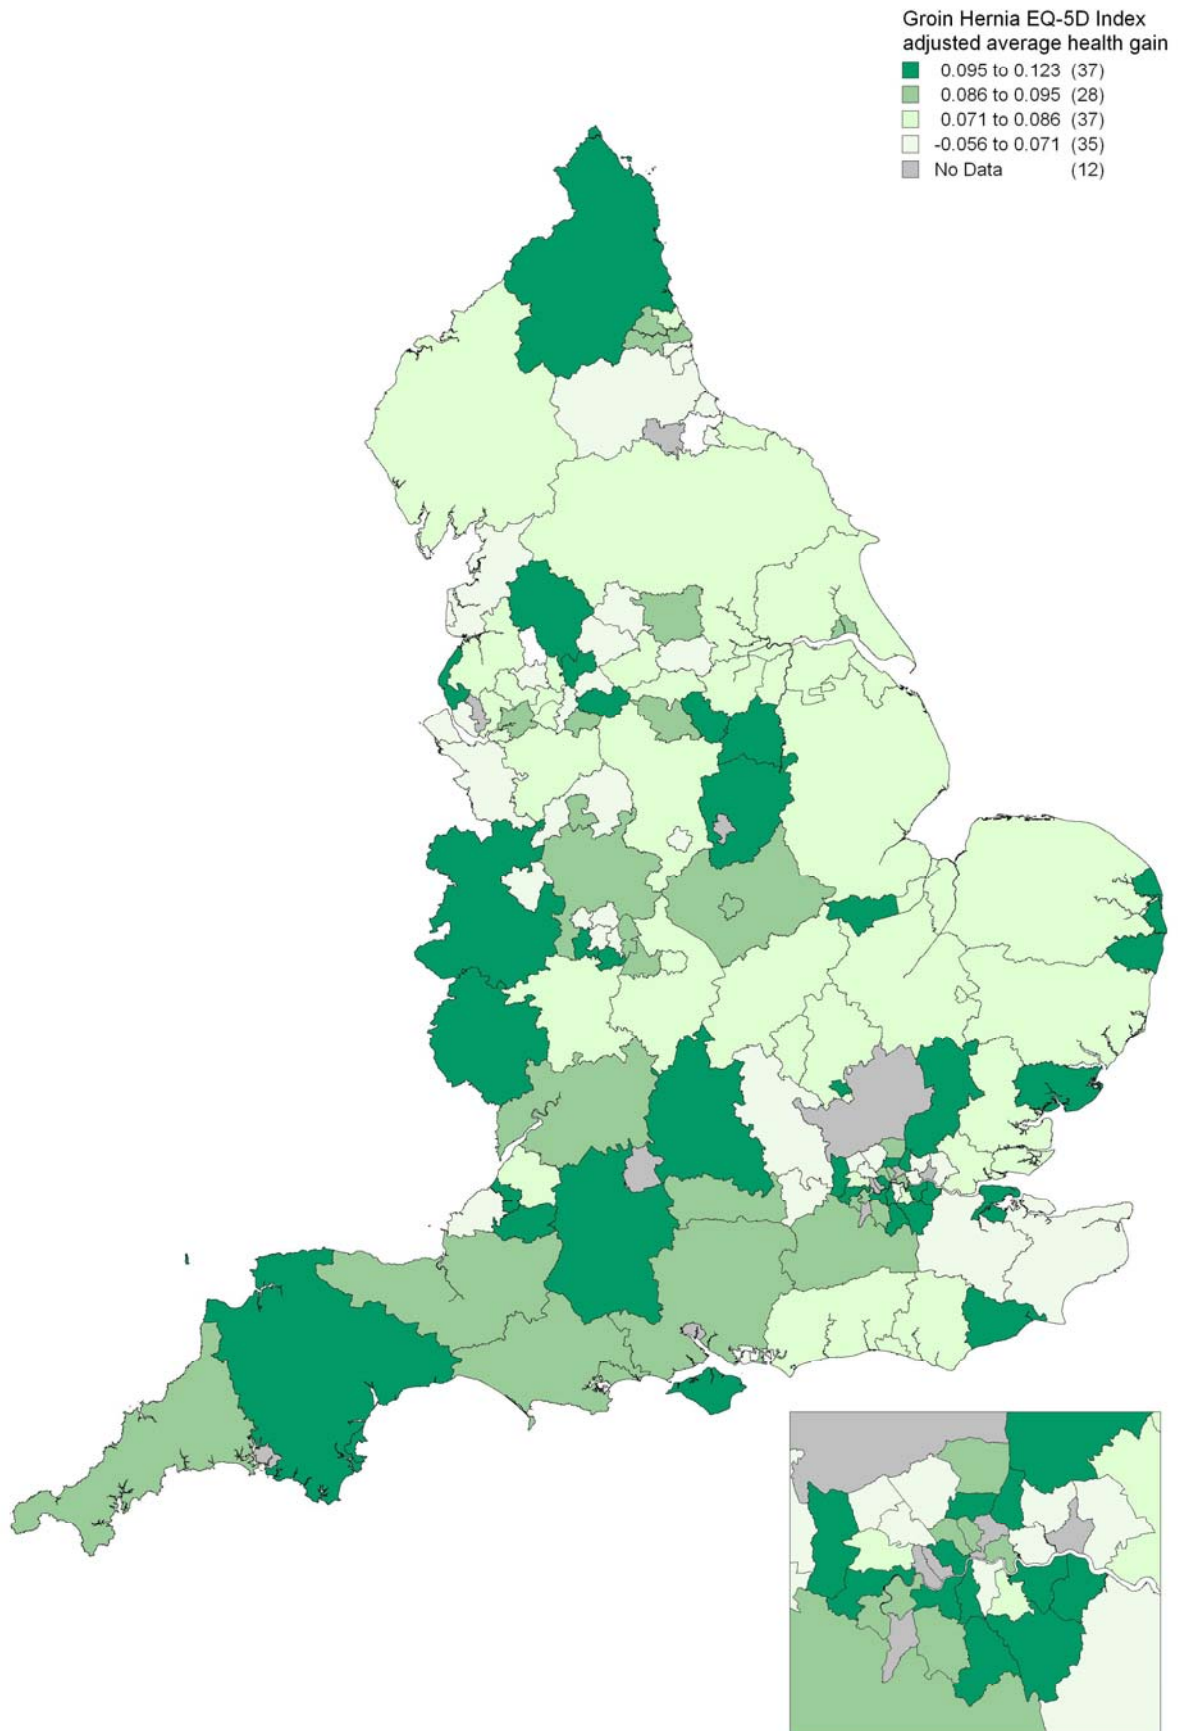 Groin Hernia EQ-5D Index
adjusted average health gain
0.095 to 0.123 (37)
0.086 to 0.095 (28)
0.071 to 0.086 (37)
-0.056 to 0.071 (35)
No Data (12)